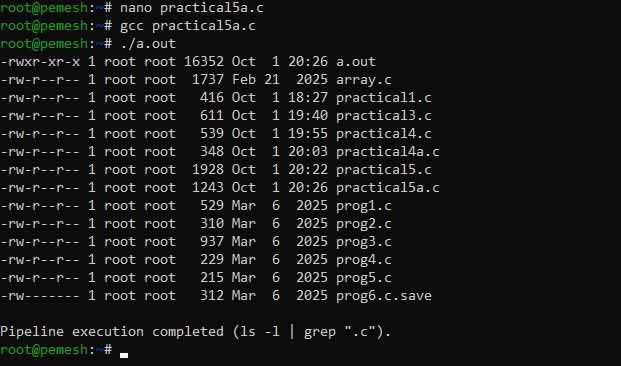 root@pemesh:~# nano practical5a.c
root@pemesh:~# gcc practical5a.c
root@pemesh:~# ./a.out
-rwxr-xr-x 1 root root 16352 Oct  1 20:26 a.out
-rw-r--r-- 1 root root  1737 Feb 21  2025 array.c
-rw-r--r-- 1 root root   416 Oct  1 18:27 practical1.c
-rw-r--r-- 1 root root   611 Oct  1 19:40 practical3.c
-rw-r--r-- 1 root root   539 Oct  1 19:55 practical4.c
-rw-r--r-- 1 root root   348 Oct  1 20:03 practical4a.c
-rw-r--r-- 1 root root  1928 Oct  1 20:22 practical5.c
-rw-r--r-- 1 root root  1243 Oct  1 20:26 practical5a.c
-rw-r--r-- 1 root root   529 Mar  6  2025 prog1.c
-rw-r--r-- 1 root root   310 Mar  6  2025 prog2.c
-rw-r--r-- 1 root root   937 Mar  6  2025 prog3.c
-rw-r--r-- 1 root root   229 Mar  6  2025 prog4.c
-rw-r--r-- 1 root root   215 Mar  6  2025 prog5.c
-rw------- 1 root root   312 Mar  6  2025 prog6.c.save
Pipeline execution completed (ls -l | grep ".c").
root@pemesh:~#